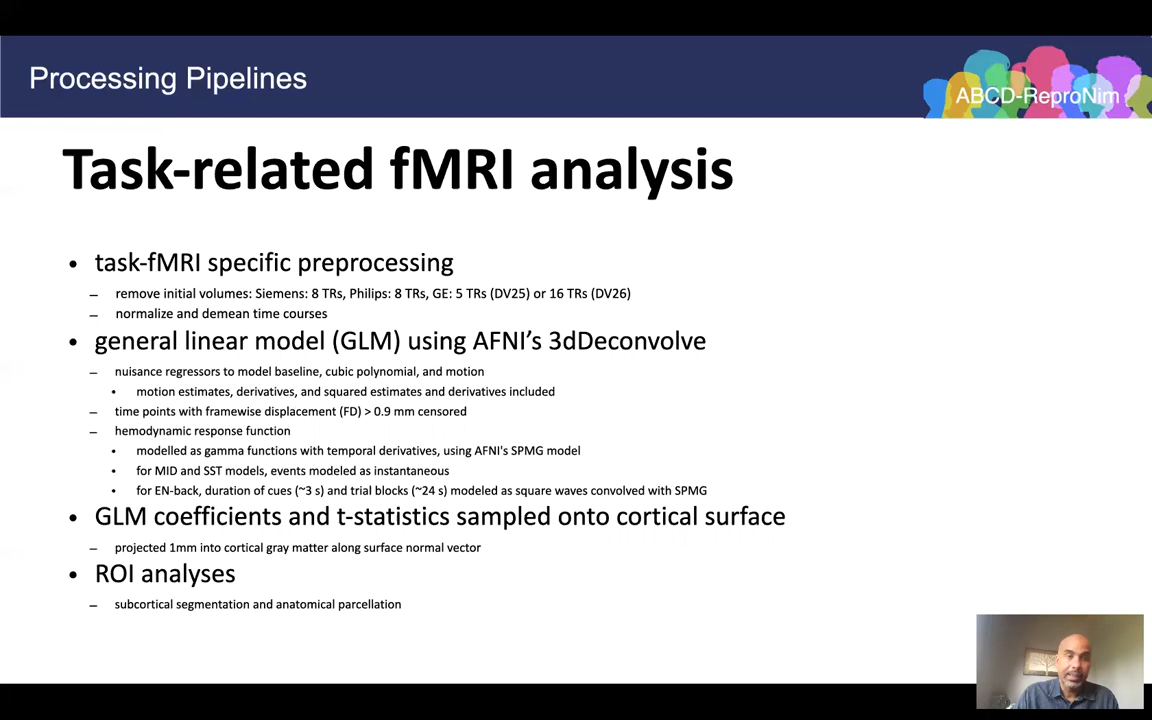 Processing Pipelines
ABCD-ReproNim
Task-related fMRI analysis
• task-fMRI specific preprocessing
– remove initial volumes: Siemens: 8 TRs, Philips: 8 TRs, GE: 5 TRs (DV25) or 16 TRs (DV26)
– normalize and demean time courses
• general linear model (GLM) using AFNI's 3dDeconvolve
– nuisance regressors to model baseline, cubic polynomial, and motion
• motion estimates, derivatives, and squared estimates and derivatives included
– time points with framewise displacement (FD) > 0.9 mm censored
– hemodynamic response function
• modelled as gamma functions with temporal derivatives, using AFNI's SPMG model
• for MID and SST models, events modeled as instantaneous
• for EN-back, duration of cues (~3 s) and trial blocks (~24 s) modeled as square waves convolved with SPMG
• GLM coefficients and t-statistics sampled onto cortical surface
– projected 1mm into cortical gray matter along surface normal vector
• ROI analyses
– subcortical segmentation and anatomical parcellation